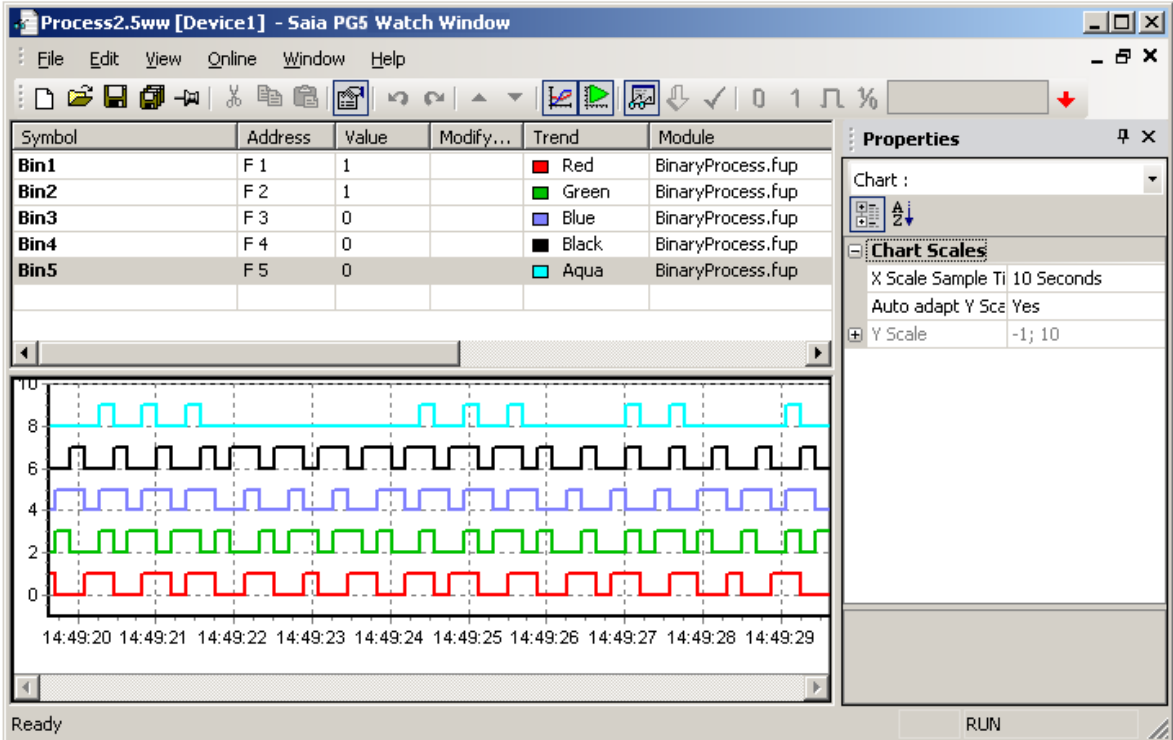 Process2.5ww [Device1] - Saia PG5 Watch Window
File Edit View Online Window Help
0 1
Symbol Address Value Modify... Trend Module
Bin1 F 1 1 Red BinaryProcess.fup
Bin2 F 2 1 Green BinaryProcess.fup
Bin3 F 3 0 Blue BinaryProcess.fup
Bin4 F 4 0 Black BinaryProcess.fup
Bin5 F 5 0 Aqua BinaryProcess.fup
Properties
Chart :
Chart Scales
X Scale Sample Ti 10 Seconds
Auto adapt Y Sca Yes
Y Scale -1; 10
10
8
6
4
2
0
14:49:20 14:49:21 14:49:22 14:49:23 14:49:24 14:49:25 14:49:26 14:49:27 14:49:28 14:49:29
Ready RUN